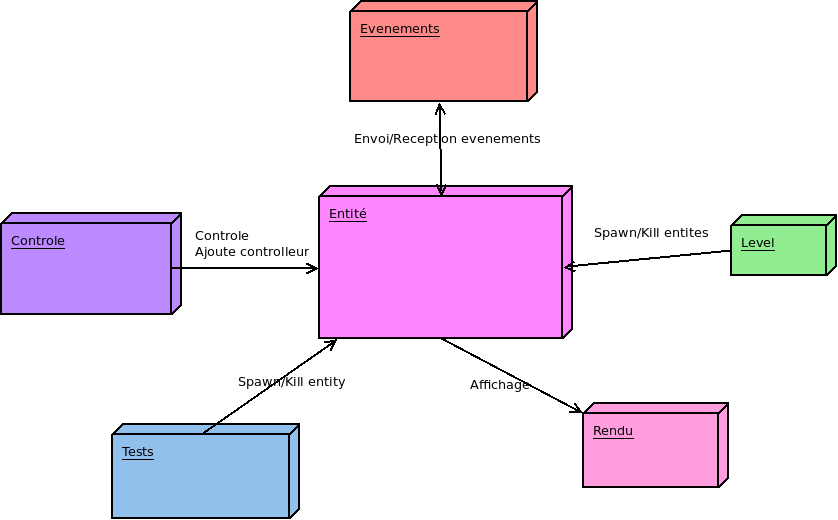 Evenements
Envoi/Reception evenements
Entité
Controle
Controle
Ajoute controlleur
Spawn/Kill entites
Level
Spawn/Kill entity
Affichage
Tests
Rendu